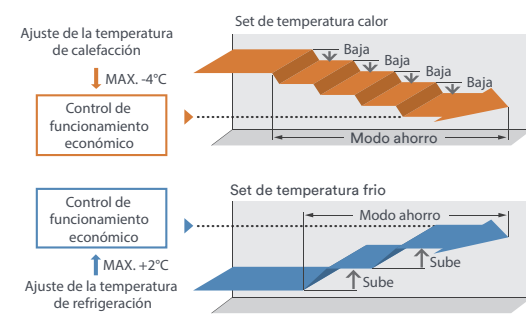 Ajuste de la temperatura
de calefacción
MAX. -4°C
Control de
funcionamiento
económico
Set de temperatura calor
Baja
Baja
Baja
Baja
Modo ahorro
Control de
funcionamiento
económico
MAX. +2°C
Ajuste de la temperatura
de refrigeración
Set de temperatura frio
Modo ahorro
Sube
Sube